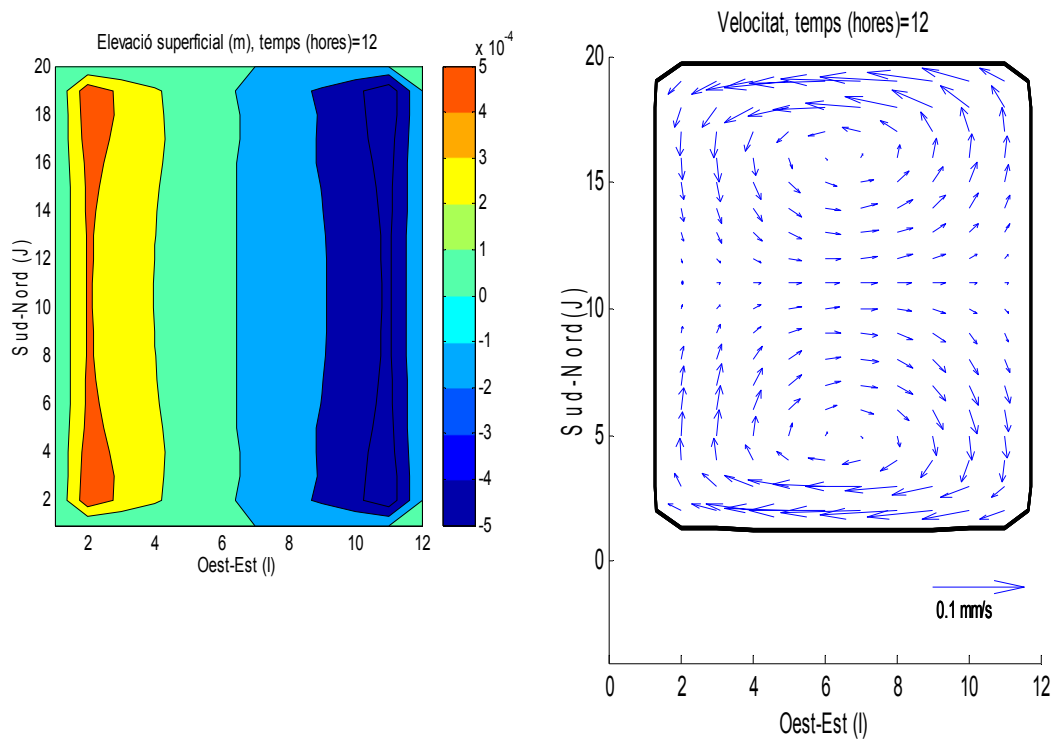 Elevació superficial (m), temps (hores)=12
x 10^-4
20
18
16
14
12
10
8
6
4
2
Sud-Nord (J)
2 4 6 8 10 12
Oest-Est (I)
5
4
3
2
1
0
-1
-2
-3
-4
-5
Velocitat, temps (hores)=12
20
15
10
5
0
Sud-Nord (J)
0.1 mm/s
0 2 4 6 8 10 12
Oest-Est (I)